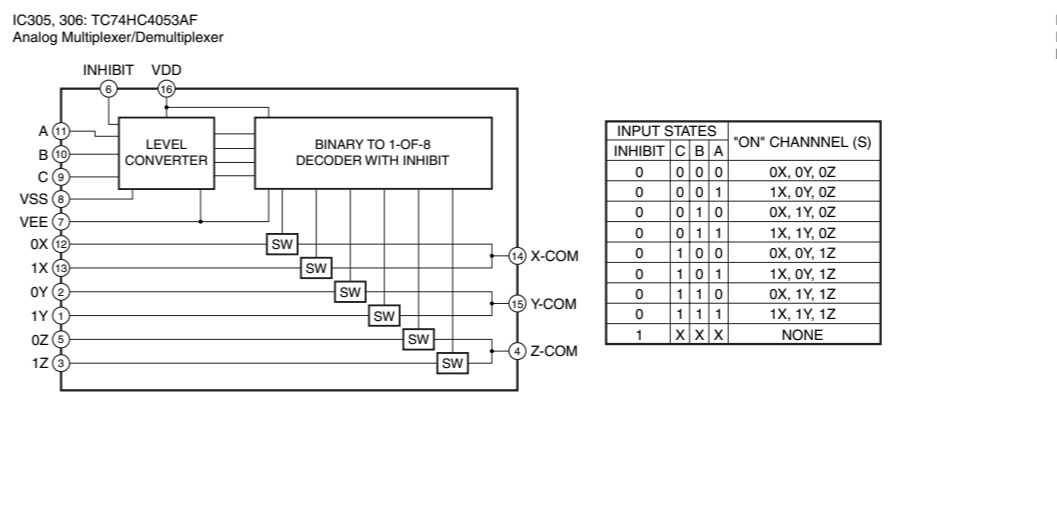 IC305, 306: TC74HC4053AF
Analog Multiplexer/Demultiplexer
INHIBIT VDD
6 16
A 11
B 10
C 9
VSS 8
VEE 7
0X 12
1X 13
0Y 2
1Y 1
0Z 5
1Z 3
LEVEL
CONVERTER
BINARY TO 1-OF-8
DECODER WITH INHIBIT
SW
SW
SW
SW
SW
SW
14 X-COM
15 Y-COM
4 Z-COM
INPUT STATES "ON" CHANNNEL (S)
INHIBIT C B A
0 0 0 0 0X, 0Y, 0Z
0 0 0 1 1X, 0Y, 0Z
0 0 1 0 0X, 1Y, 0Z
0 0 1 1 1X, 1Y, 0Z
0 1 0 0 0X, 0Y, 1Z
0 1 0 1 1X, 0Y, 1Z
0 1 1 0 0X, 1Y, 1Z
0 1 1 1 1X, 1Y, 1Z
1 X X X NONE